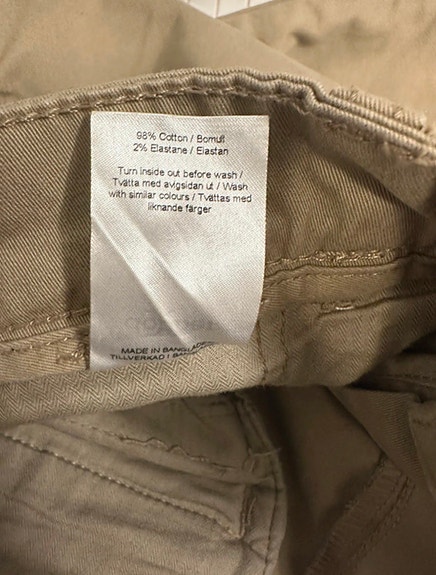 98% Cotton / Bomull
2% Elastane / Elastan
Turn inside out before wash /
Tvätta med avigsidan ut / Wash
with similar colours / Tvättas med
liknande färger
MADE IN BANGLADE
TILLVERKAD I